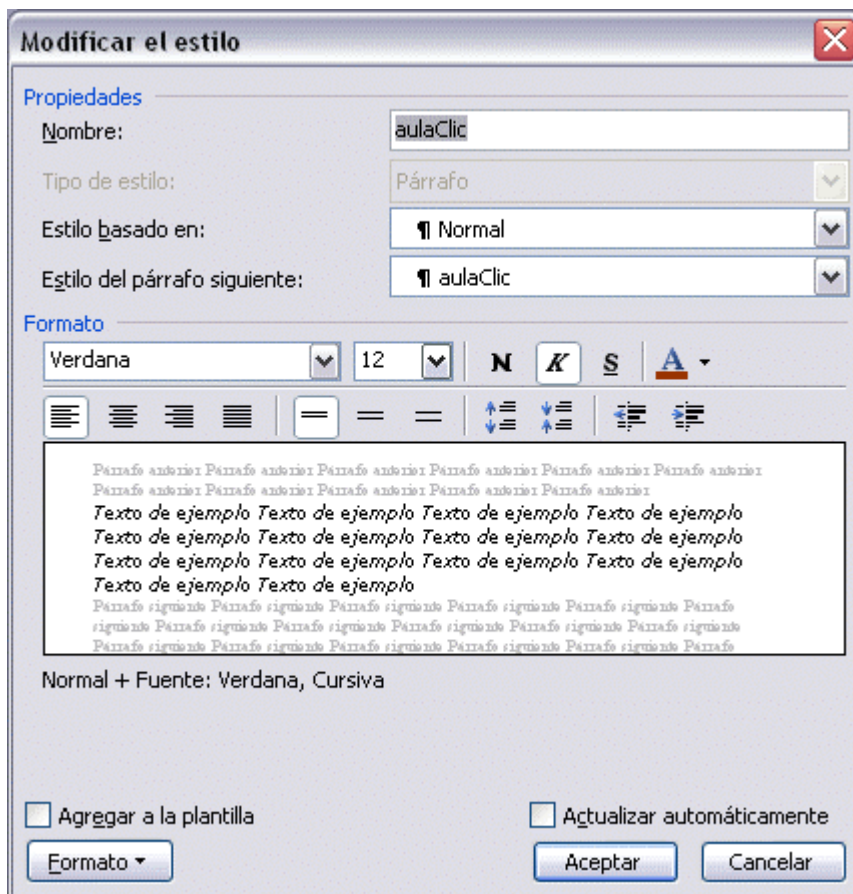 Modificar el estilo
Propiedades
Nombre: aulaClic
Tipo de estilo: Párrafo
Estilo basado en: ¶ Normal
Estilo del párrafo siguiente: ¶ aulaClic
Formato
Verdana 12 N K S A
Párrafo anterior Párrafo anterior Párrafo anterior Párrafo anterior Párrafo anterior Párrafo anterior
Párrafo anterior Párrafo anterior Párrafo anterior Párrafo anterior Párrafo anterior
Texto de ejemplo Texto de ejemplo Texto de ejemplo Texto de ejemplo
Texto de ejemplo Texto de ejemplo Texto de ejemplo Texto de ejemplo
Texto de ejemplo Texto de ejemplo Texto de ejemplo Texto de ejemplo
Texto de ejemplo Texto de ejemplo
Párrafo siguiente Párrafo siguiente Párrafo siguiente Párrafo siguiente Párrafo siguiente Párrafo
siguiente Párrafo siguiente Párrafo siguiente Párrafo siguiente Párrafo siguiente Párrafo siguiente
Párrafo siguiente Párrafo siguiente Párrafo siguiente Párrafo siguiente Párrafo siguiente Párrafo
Normal + Fuente: Verdana, Cursiva
Agregar a la plantilla Actualizar automáticamente
Formato Aceptar Cancelar